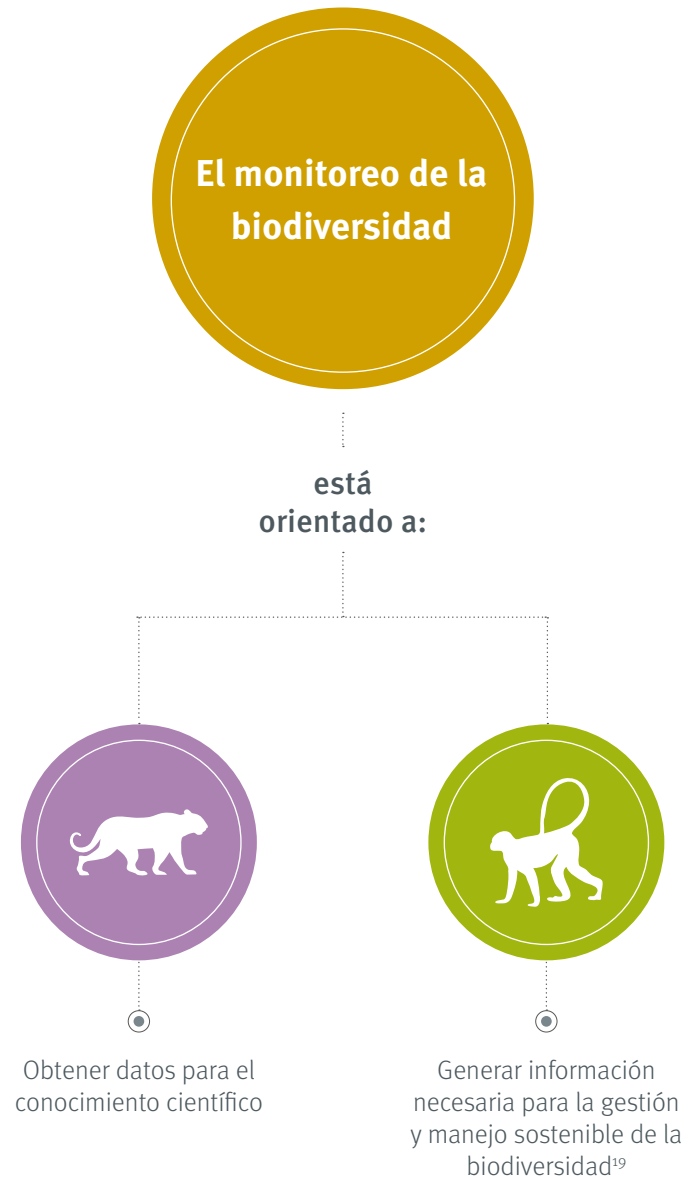 El monitoreo de la
biodiversidad
está
orientado a:
Obtener datos para el
conocimiento científico
Generar información
necesaria para la gestión
y manejo sostenible de la
biodiversidad¹⁹